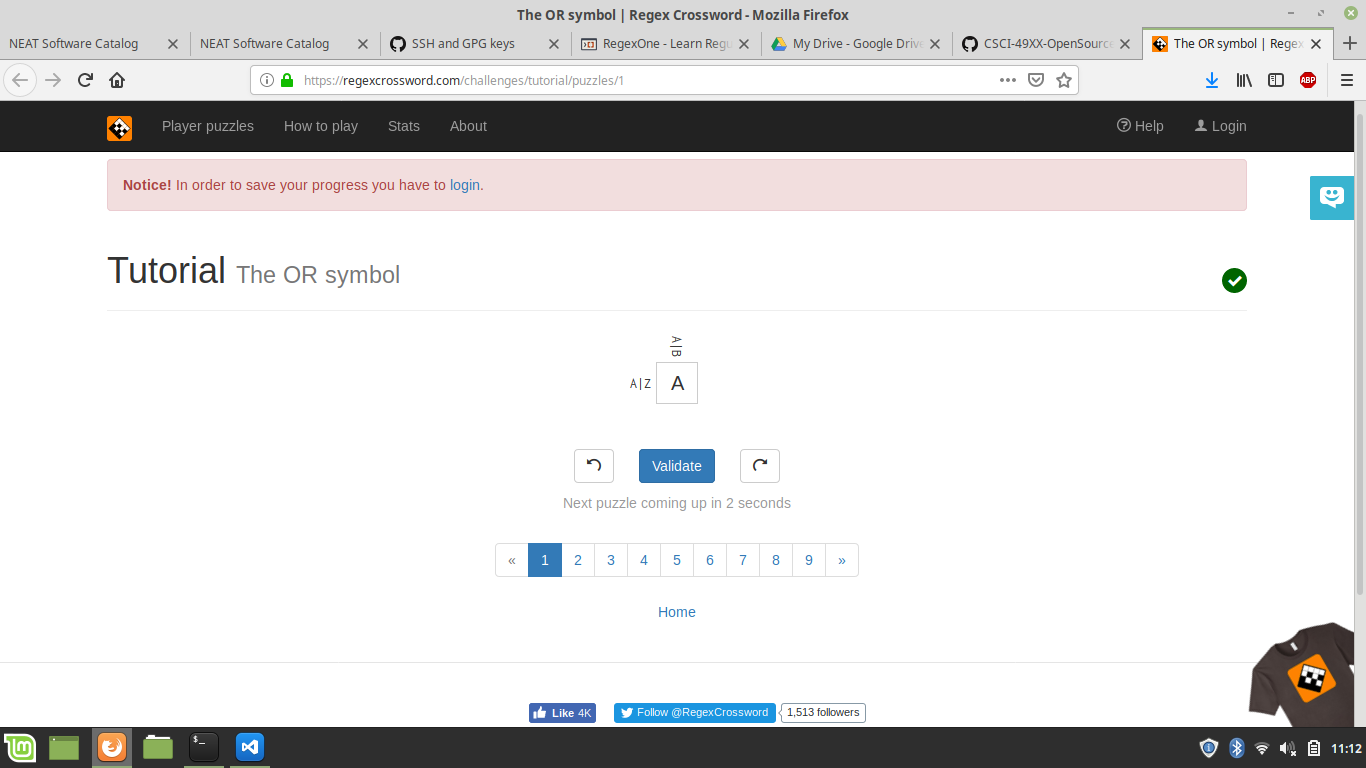 The OR symbol | Regex Crossword - Mozilla Firefox
NEAT Software Catalog
NEAT Software Catalog
SSH and GPG keys
RegexOne - Learn Regu
My Drive - Google Drive
CSCI-49XX-OpenSource
The OR symbol | Regex
https://regexcrossword.com/challenges/tutorial/puzzles/1
ABP
Player puzzles
How to play
Stats
About
Help
Login
Notice! In order to save your progress you have to login.
Tutorial The OR symbol
A|B
A|Z
A
Validate
Next puzzle coming up in 2 seconds
« 1 2 3 4 5 6 7 8 9 »
Home
Like 4K
Follow @RegexCrossword
1,513 followers
$_
11:12